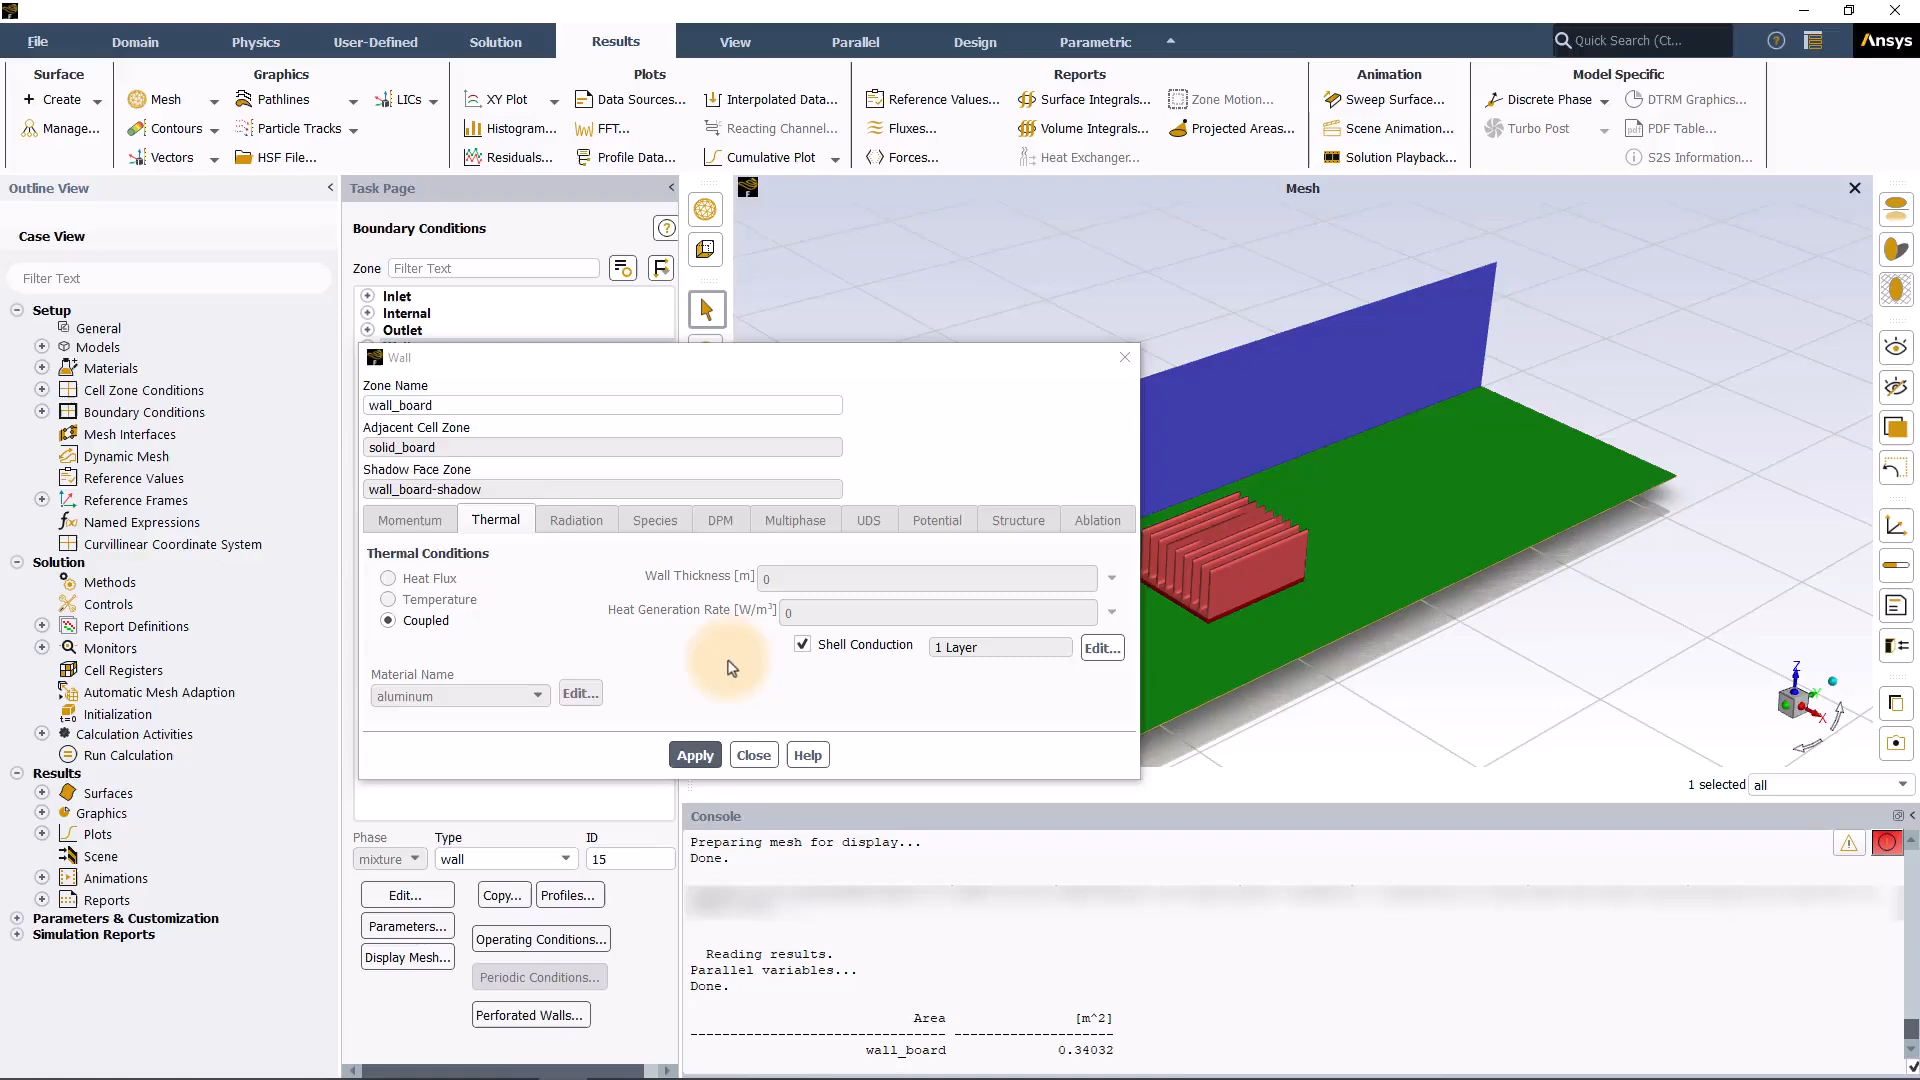 File
Domain
Physics
User-Defined
Solution
Results
View
Parallel
Design
Parametric
Quick Search (Ct...
Ansys
Surface
Graphics
Plots
Reports
Animation
Model Specific
Create
Mesh
Pathlines
LICs
XY Plot
Data Sources...
Interpolated Data...
Reference Values...
Surface Integrals...
Zone Motion...
Sweep Surface...
Discrete Phase
DTRM Graphics...
Manage...
Contours
Particle Tracks
Histogram...
FFT...
Reacting Channel...
Fluxes...
Volume Integrals...
Projected Areas...
Scene Animation...
Turbo Post
PDF Table...
Vectors
HSF File...
Residuals...
Profile Data...
Cumulative Plot
Forces...
Heat Exchanger...
Solution Playback...
S2S Information...
Outline View
Case View
Filter Text
Setup
General
Models
Materials
Cell Zone Conditions
Boundary Conditions
Mesh Interfaces
Dynamic Mesh
Reference Values
Reference Frames
Named Expressions
Curvillinear Coordinate System
Solution
Methods
Controls
Report Definitions
Monitors
Cell Registers
Automatic Mesh Adaption
Initialization
Calculation Activities
Run Calculation
Results
Surfaces
Graphics
Plots
Scene
Animations
Reports
Parameters & Customization
Simulation Reports
Task Page
Boundary Conditions
Zone
Filter Text
Inlet
Internal
Outlet
Wall
Zone Name
wall_board
Adjacent Cell Zone
solid_board
Shadow Face Zone
wall_board-shadow
Momentum
Thermal
Radiation
Species
DPM
Multiphase
UDS
Potential
Structure
Ablation
Thermal Conditions
Heat Flux
Temperature
Coupled
Wall Thickness [m]
0
Heat Generation Rate [W/m³]
0
Shell Conduction
1 Layer
Edit...
Material Name
aluminum
Edit...
Apply
Close
Help
Phase
Type
ID
mixture
wall
15
Edit...
Copy...
Profiles...
Parameters...
Operating Conditions...
Display Mesh...
Periodic Conditions...
Perforated Walls...
Mesh
Z
Y
X
1 selected
all
Console
Preparing mesh for display...
Done.
Reading results.
Parallel variables...
Done.
Area [m^2]
-------------------------------- --------------------
wall_board 0.34032